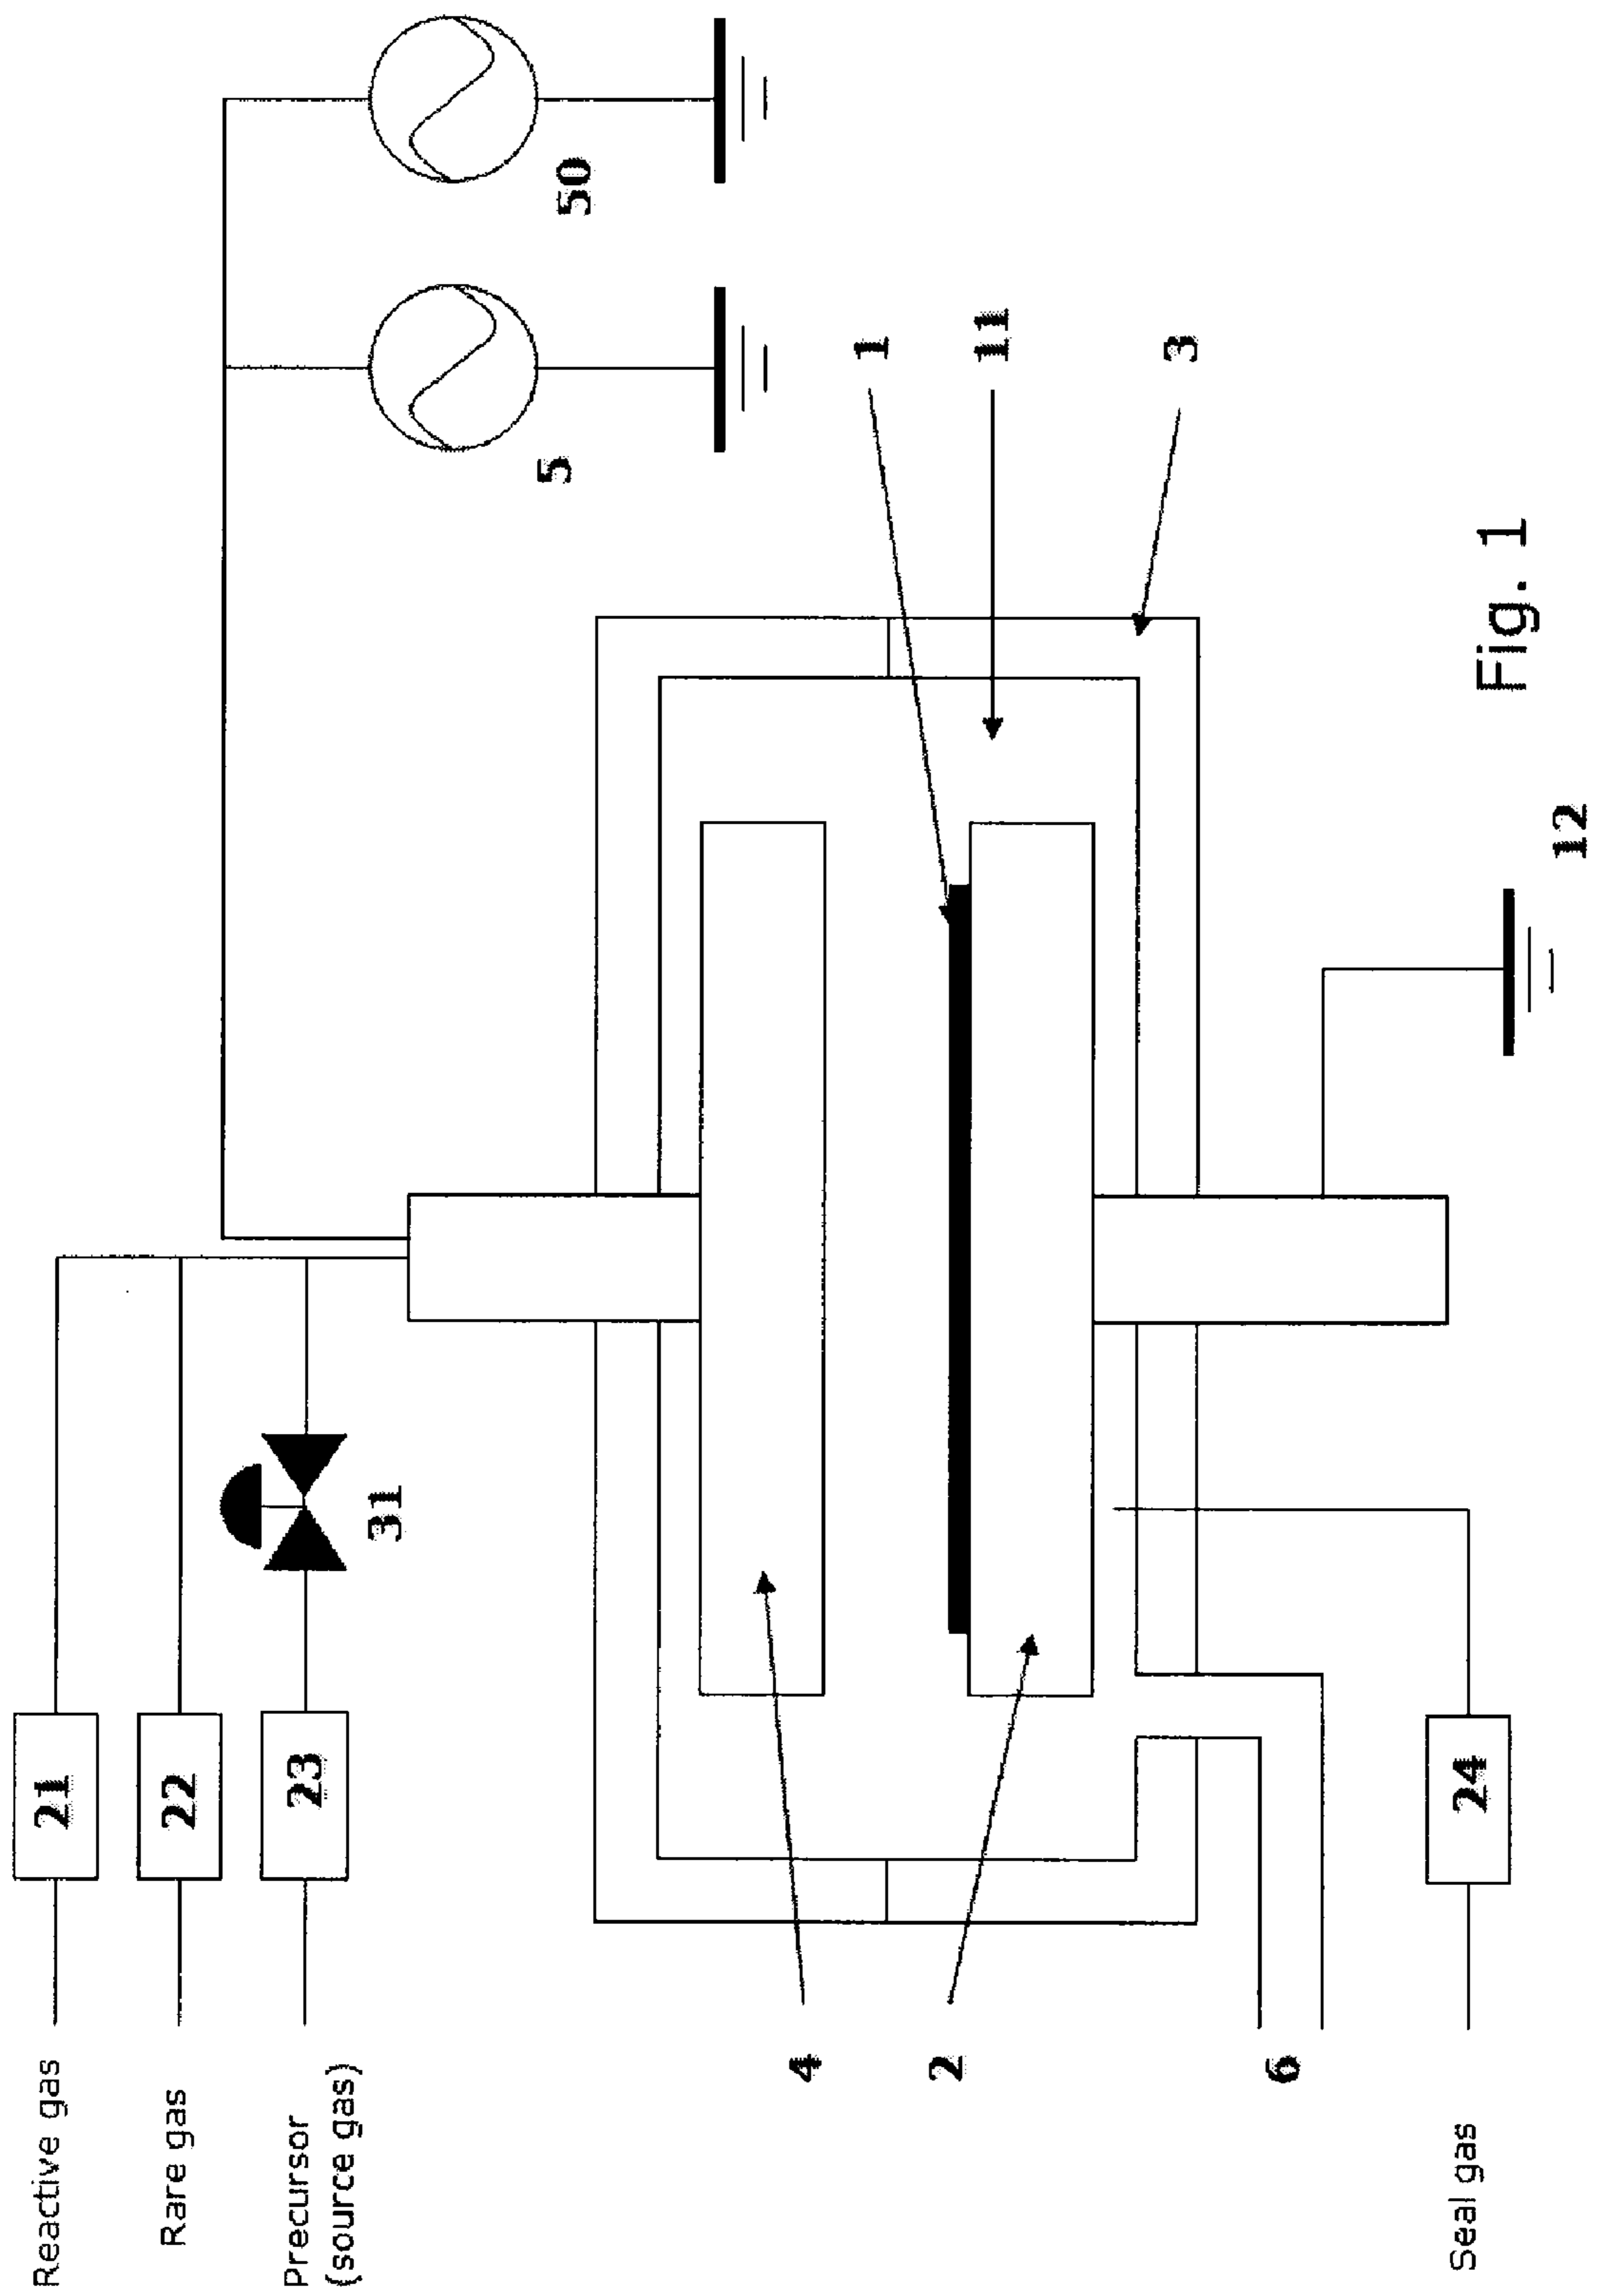 Reactive gas
21
Rare gas
22
Precursor
(source gas)
23
31
5
50
4
2
1
11
3
6
Seal gas
24
12
Fig. 1